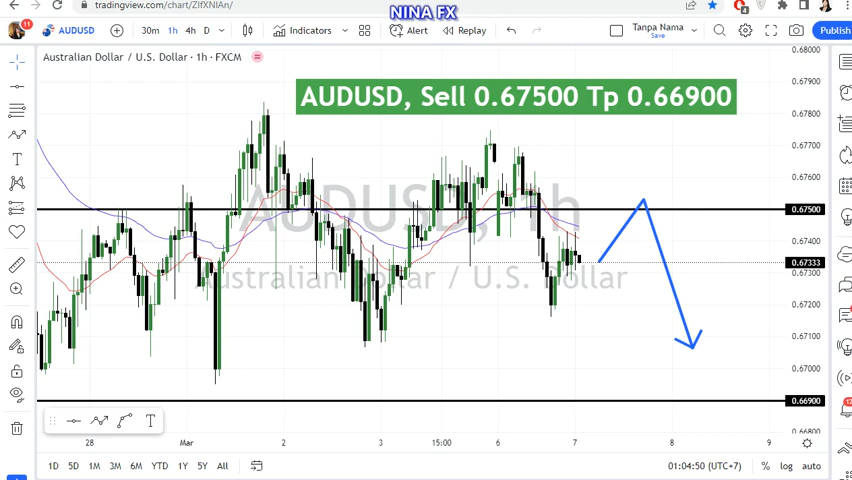 tradingview.com/chart/ZIfXNIAn/
NINA FX
11
AUDUSD
30m
1h
4h
D
Indicators
Alert
Replay
Tanpa Nama
Save
Publish
4
Australian Dollar / U.S. Dollar · 1h · FXCM
AUDUSD, Sell 0.67500 Tp 0.66900
AUDUSD, 1h
Australian Dollar / U.S. Dollar
0.68000
0.67900
0.67800
0.67700
0.67600
0.67500
0.67400
0.67333
0.67300
0.67200
0.67100
0.67000
0.66900
0.66800
28
Mar
2
3
15:00
6
7
8
9
1D
5D
1M
3M
6M
YTD
1Y
5Y
All
01:04:50 (UTC+7)
%
log
auto